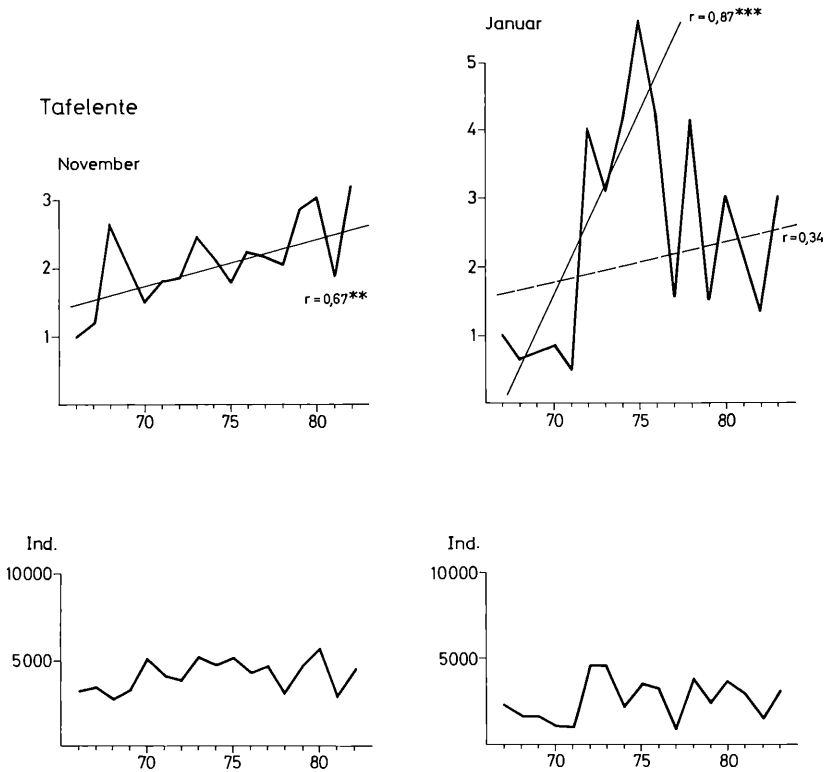 Tafelente
November
3
2
1
70 75 80
r = 0,67**
Januar
5
4
3
2
1
70 75 80
r = 0,87***
r = 0,34
Ind.
10000
5000
70 75 80
Ind.
10000
5000
70 75 80